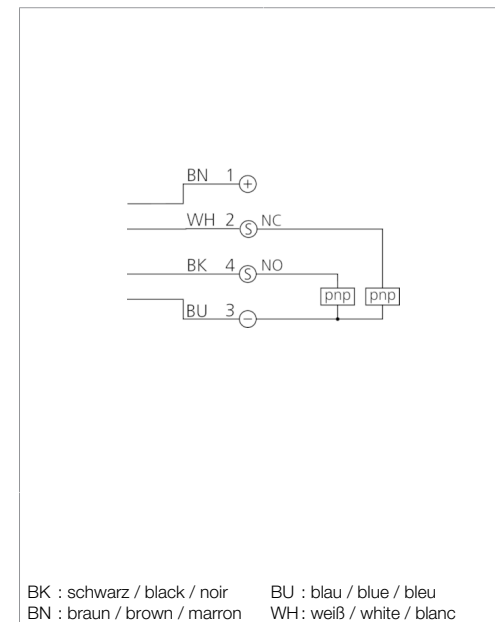 BN 1 +
WH 2 S NC
BK 4 S NO
pnp pnp
BU 3 −
BK : schwarz / black / noir BU : blau / blue / bleu
BN : braun / brown / marron WH : weiß / white / blanc